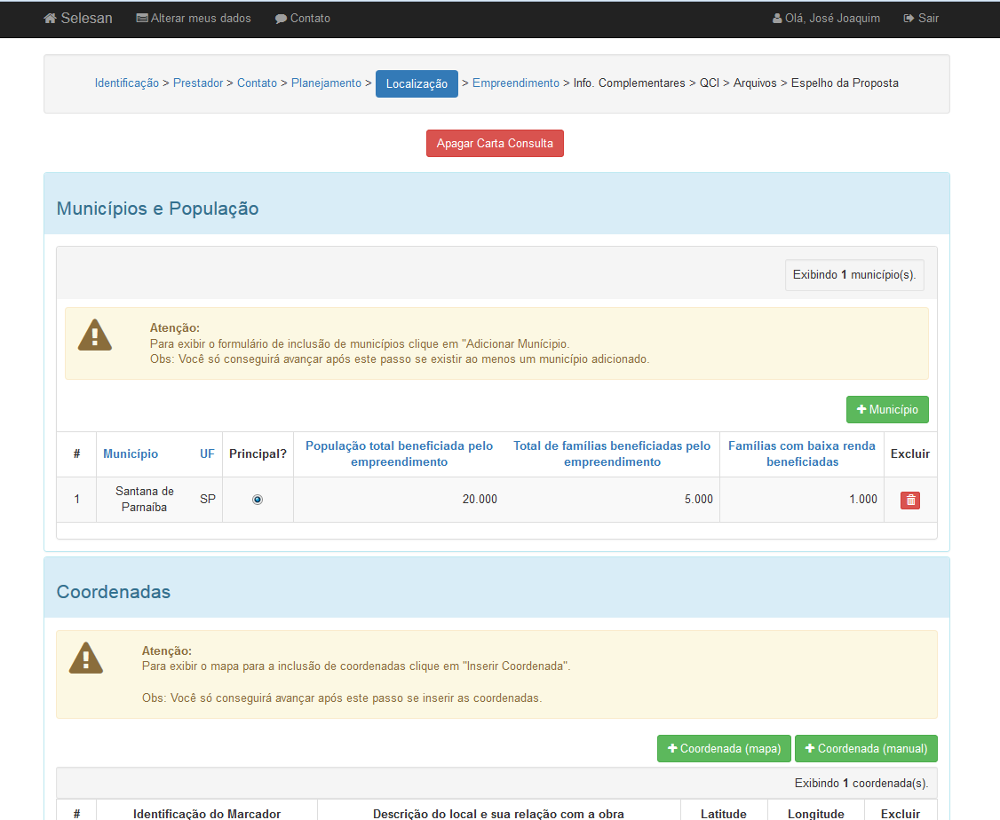 Selesan Alterar meus dados Contato Olá, José Joaquim Sair
Identificação > Prestador > Contato > Planejamento > Localização > Empreendimento > Info. Complementares > QCI > Arquivos > Espelho da Proposta
Apagar Carta Consulta
Municípios e População
Exibindo 1 município(s).
Atenção:
Para exibir o formulário de inclusão de municípios clique em "Adicionar Munícipio.
Obs: Você só conseguirá avançar após este passo se existir ao menos um município adicionado.
Município
# Município UF Principal? População total beneficiada pelo empreendimento Total de famílias beneficiadas pelo empreendimento Famílias com baixa renda beneficiadas Excluir
1 Santana de Parnaíba SP 20.000 5.000 1.000
Coordenadas
Atenção:
Para exibir o mapa para a inclusão de coordenadas clique em "Inserir Coordenada".
Obs: Você só conseguirá avançar após este passo se inserir as coordenadas.
Coordenada (mapa) Coordenada (manual)
Exibindo 1 coordenada(s).
# Identificação do Marcador Descrição do local e sua relação com a obra Latitude Longitude Excluir